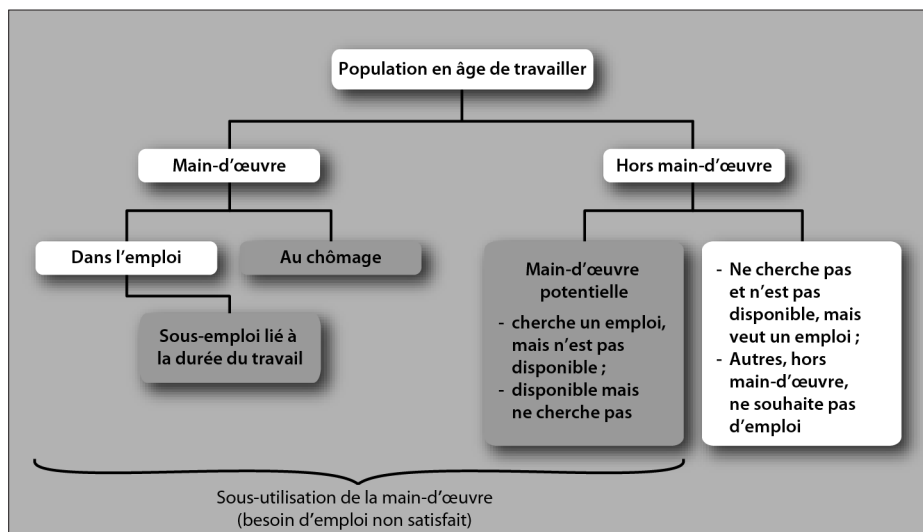 Population en âge de travailler
Main-d’œuvre
Hors main-d’œuvre
Dans l’emploi
Au chômage
Sous-emploi lié à
la durée du travail
Main-d’œuvre
potentielle
- cherche un emploi,
mais n’est pas
disponible ;
- disponible mais
ne cherche pas
- Ne cherche pas
et n’est pas
disponible, mais
veut un emploi ;
- Autres, hors
main-d’œuvre,
ne souhaite pas
d’emploi
Sous-utilisation de la main-d’œuvre
(besoin d’emploi non satisfait)